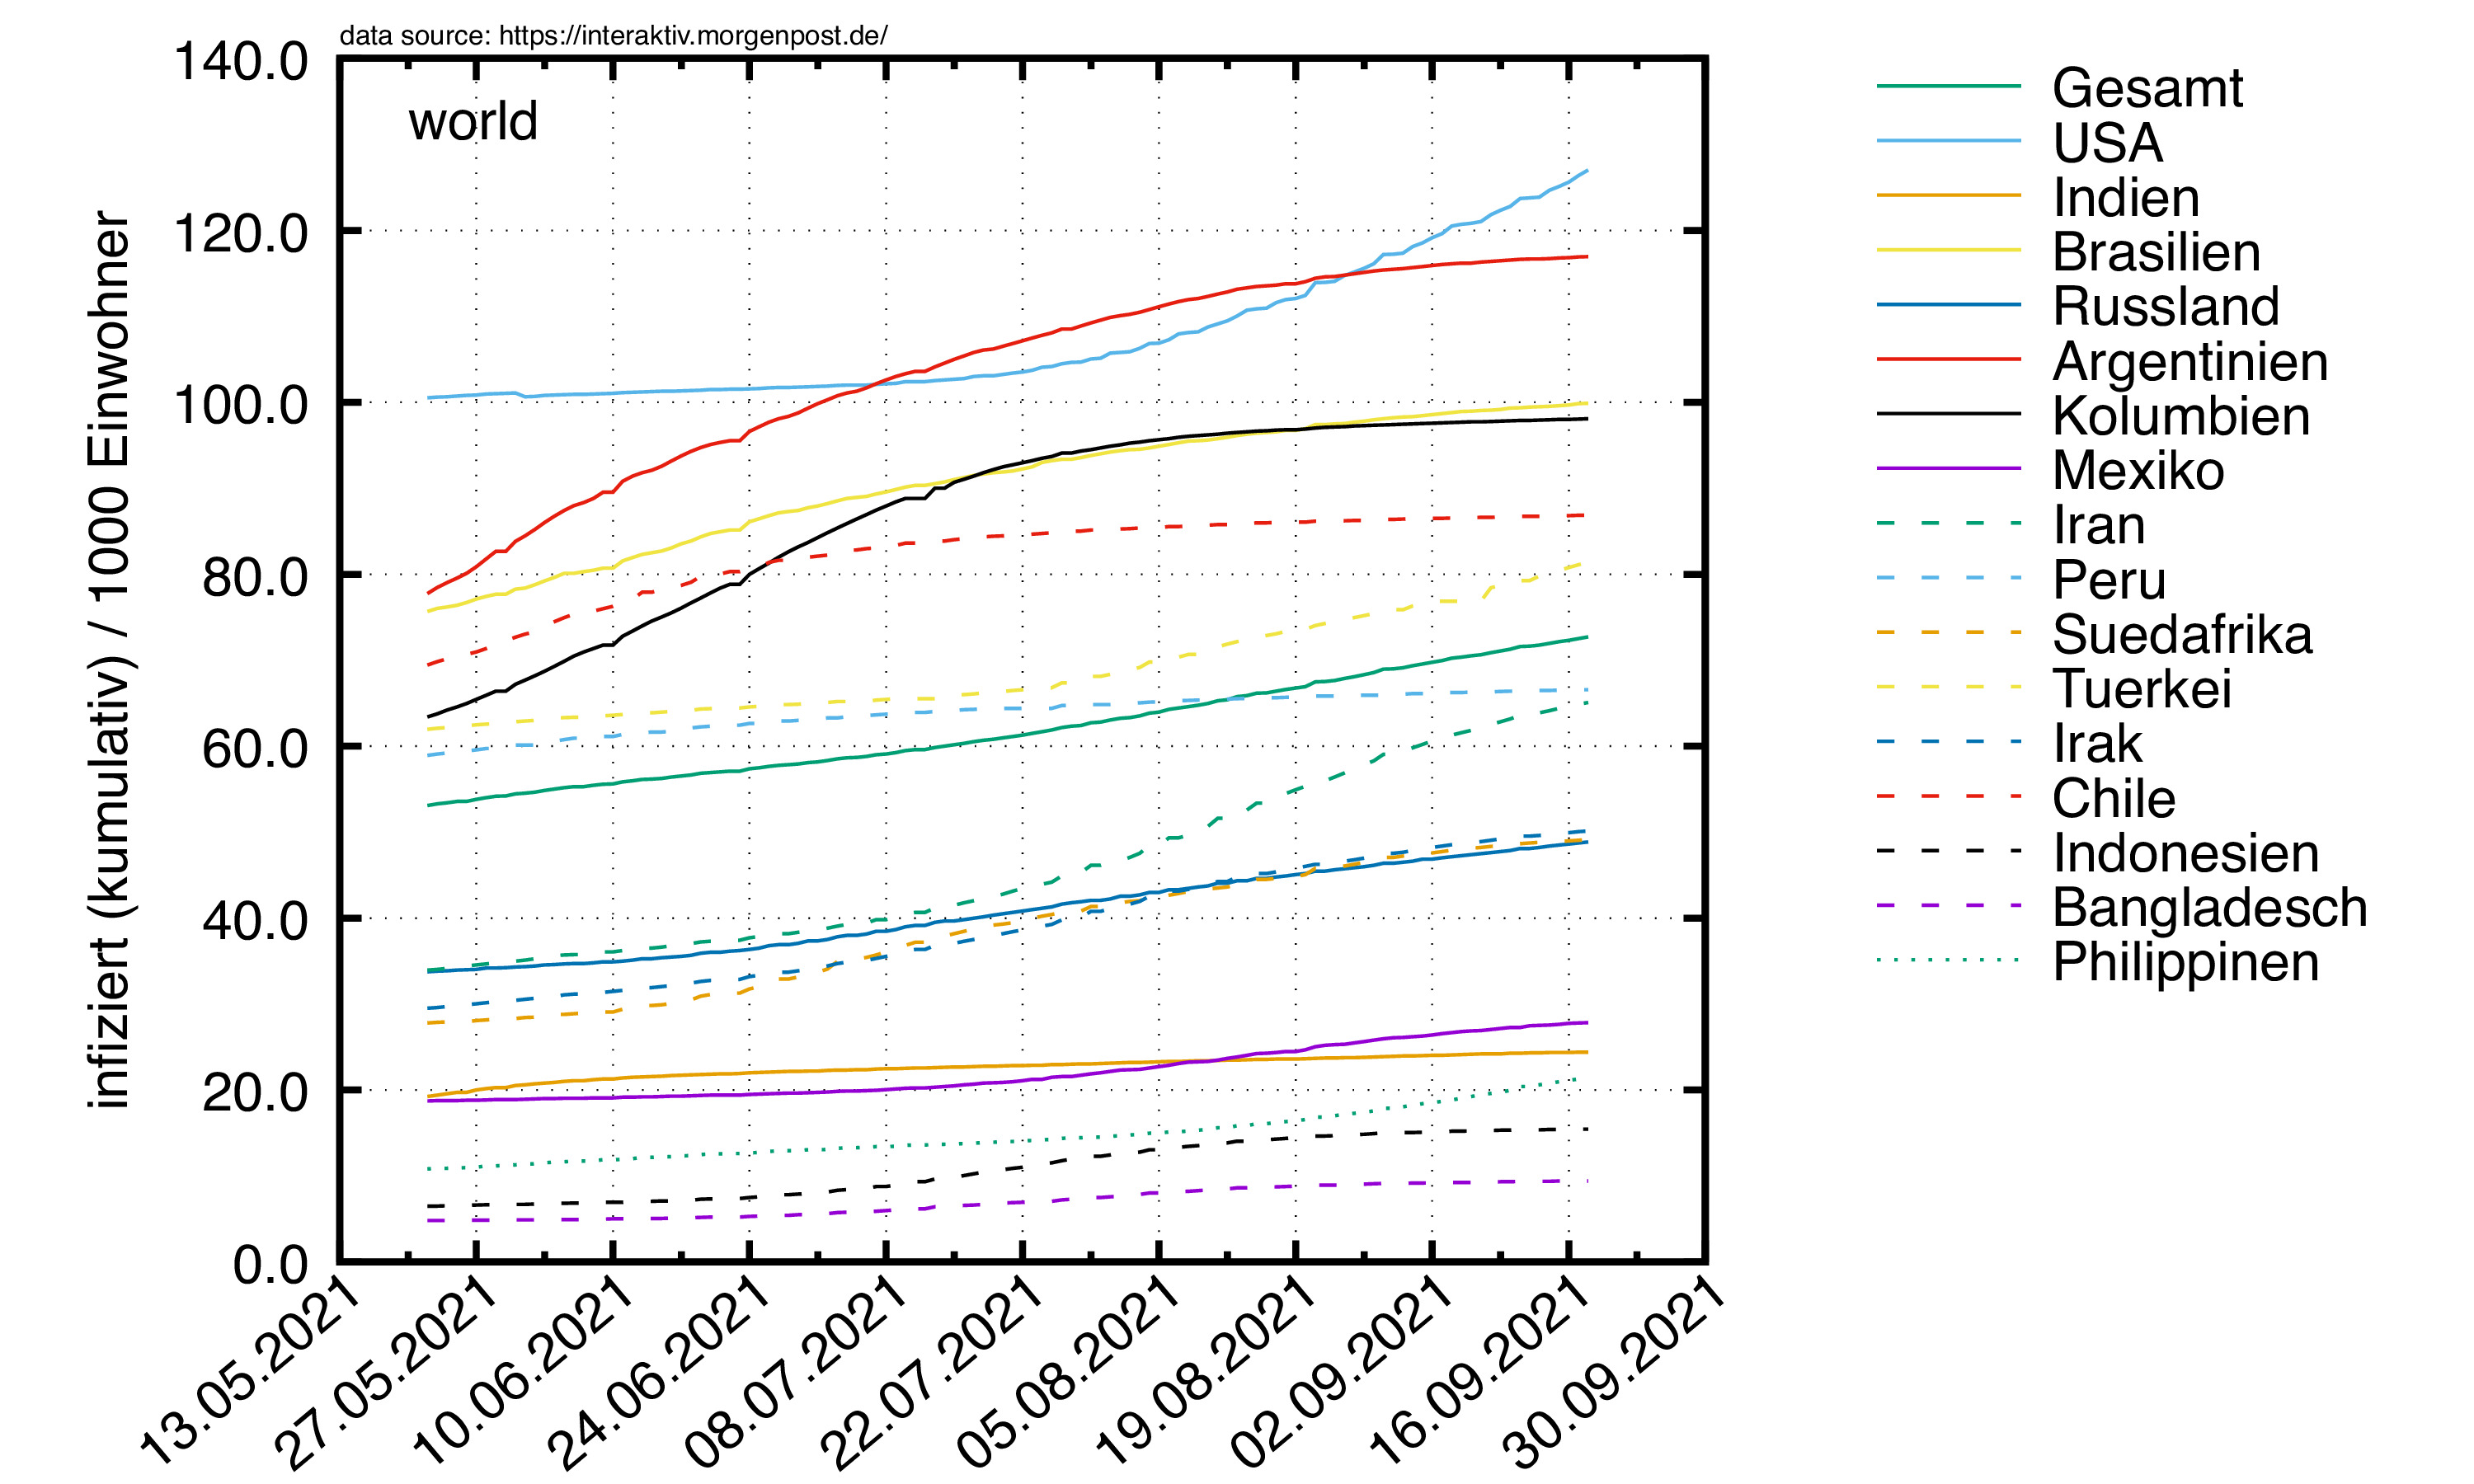 data source: https://interaktiv.morgenpost.de/
world
infiziert (kumulativ) / 1000 Einwohner
140.0
120.0
100.0
80.0
60.0
40.0
20.0
0.0
13.05.2021
27.05.2021
10.06.2021
24.06.2021
08.07.2021
22.07.2021
05.08.2021
19.08.2021
02.09.2021
16.09.2021
30.09.2021
Gesamt
USA
Indien
Brasilien
Russland
Argentinien
Kolumbien
Mexiko
Iran
Peru
Suedafrika
Tuerkei
Irak
Chile
Indonesien
Bangladesch
Philippinen